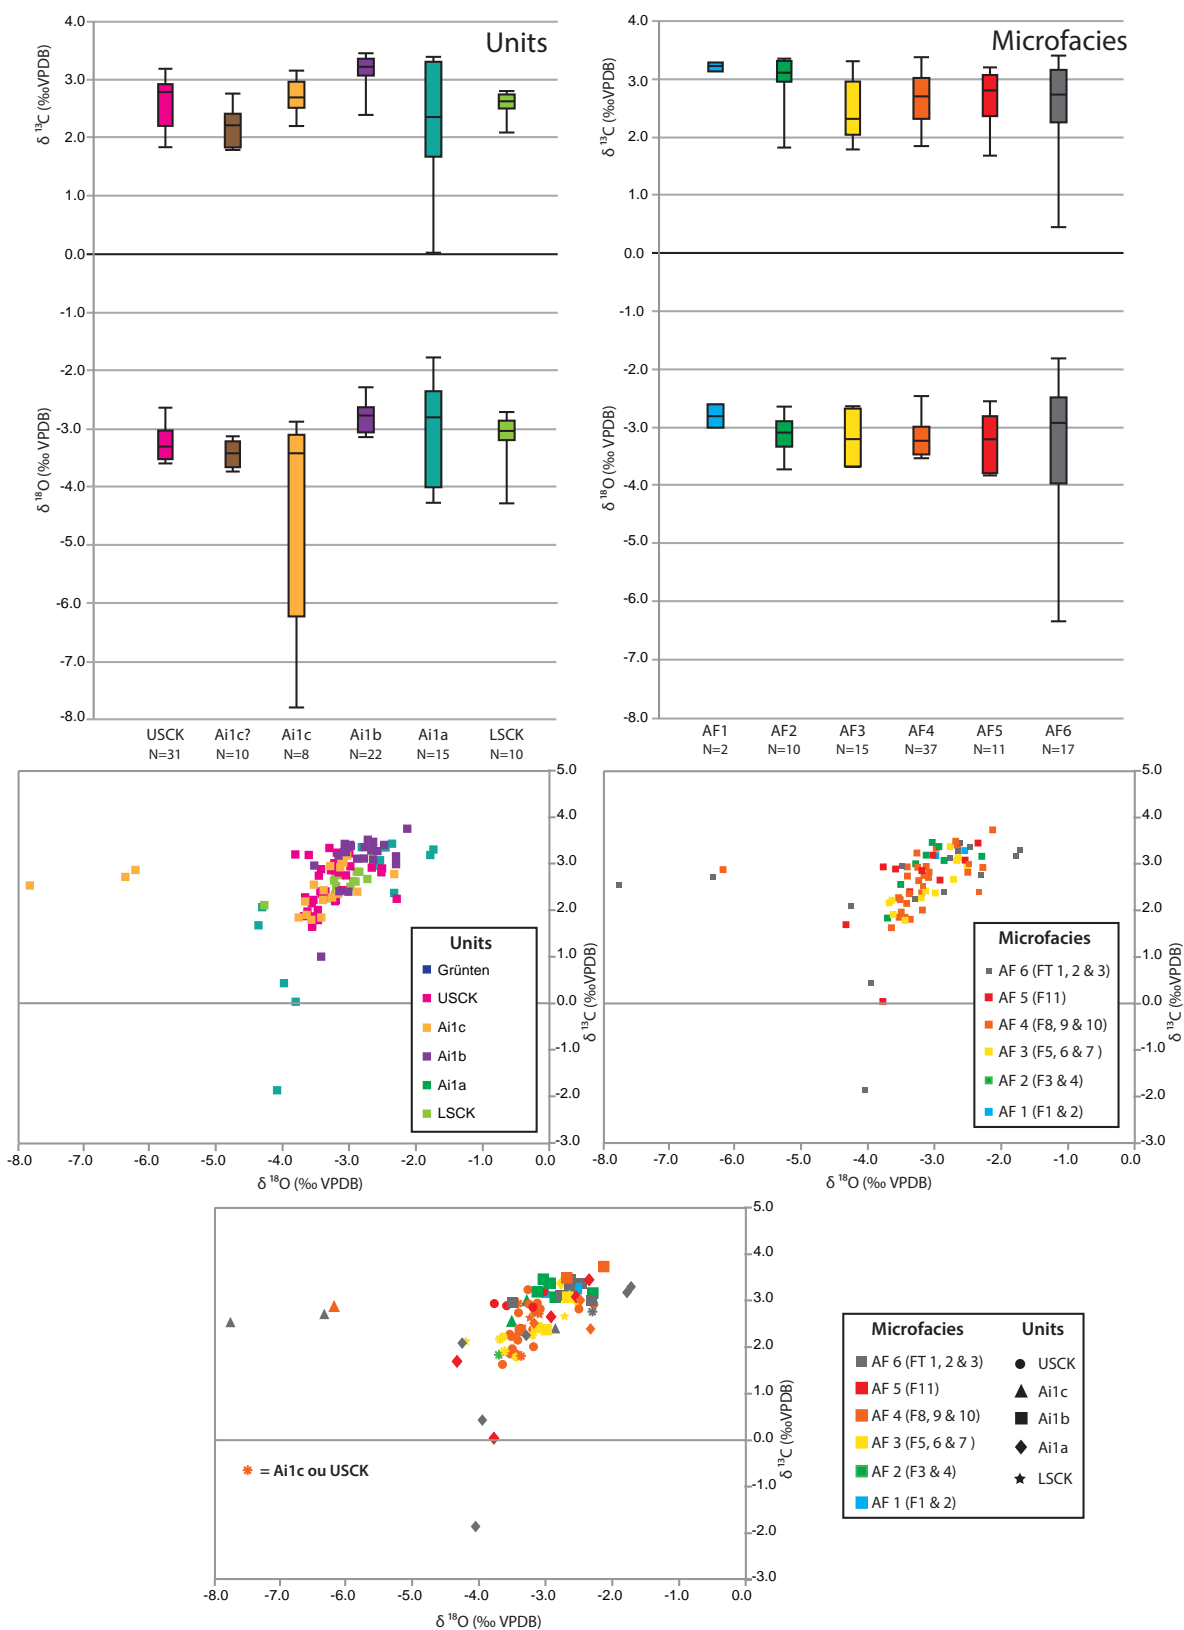 Units
4.0
3.0
2.0
1.0
0.0
-1.0
-2.0
-3.0
-4.0
-5.0
-6.0
-7.0
-8.0
δ 13C (‰VPDB)
δ 18O (‰ VPDB)
USCK Ai1c? Ai1c Ai1b Ai1a LSCK
N=31 N=10 N=8 N=22 N=15 N=10
Microfacies
4.0
3.0
2.0
1.0
0.0
-1.0
-2.0
-3.0
-4.0
-5.0
-6.0
-7.0
-8.0
δ 13C (‰VPDB)
δ 18O (‰ VPDB)
AF1 AF2 AF3 AF4 AF5 AF6
N=2 N=10 N=15 N=37 N=11 N=17
5.0
4.0
3.0
2.0
1.0
0.0
-1.0
-2.0
-3.0
δ 13C (‰VPDB)
Units
Grünten
USCK
Ai1c
Ai1b
Ai1a
LSCK
-8.0 -7.0 -6.0 -5.0 -4.0 -3.0 -2.0 -1.0 0.0
δ 18O (‰ VPDB)
5.0
4.0
3.0
2.0
1.0
0.0
-1.0
-2.0
-3.0
δ 13C (‰VPDB)
Microfacies
AF 6 (FT 1, 2 & 3)
AF 5 (F11)
AF 4 (F8, 9 & 10)
AF 3 (F5, 6 & 7 )
AF 2 (F3 & 4)
AF 1 (F1 & 2)
-8.0 -7.0 -6.0 -5.0 -4.0 -3.0 -2.0 -1.0 0.0
δ 18O (‰ VPDB)
5.0
4.0
3.0
2.0
1.0
0.0
-1.0
-2.0
-3.0
δ 13C (‰VPDB)
= Ai1c ou USCK
-8.0 -7.0 -6.0 -5.0 -4.0 -3.0 -2.0 -1.0 0.0
δ 18O (‰ VPDB)
Microfacies Units
AF 6 (FT 1, 2 & 3) USCK
AF 5 (F11) Ai1c
AF 4 (F8, 9 & 10) Ai1b
AF 3 (F5, 6 & 7 ) Ai1a
AF 2 (F3 & 4) LSCK
AF 1 (F1 & 2)